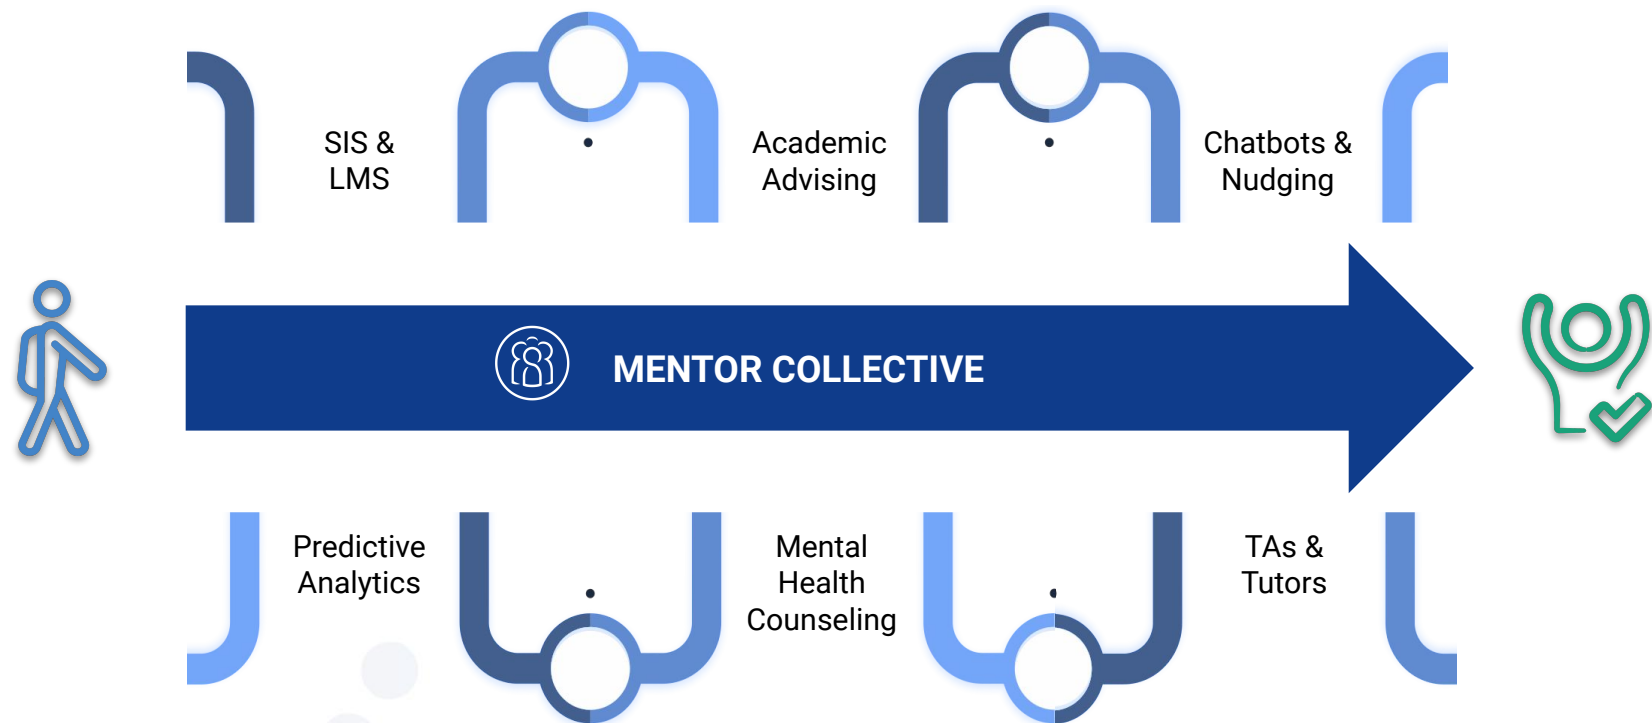 SIS &
LMS
Academic
Advising
Chatbots &
Nudging
MENTOR COLLECTIVE
Predictive
Analytics
Mental
Health
Counseling
TAs &
Tutors